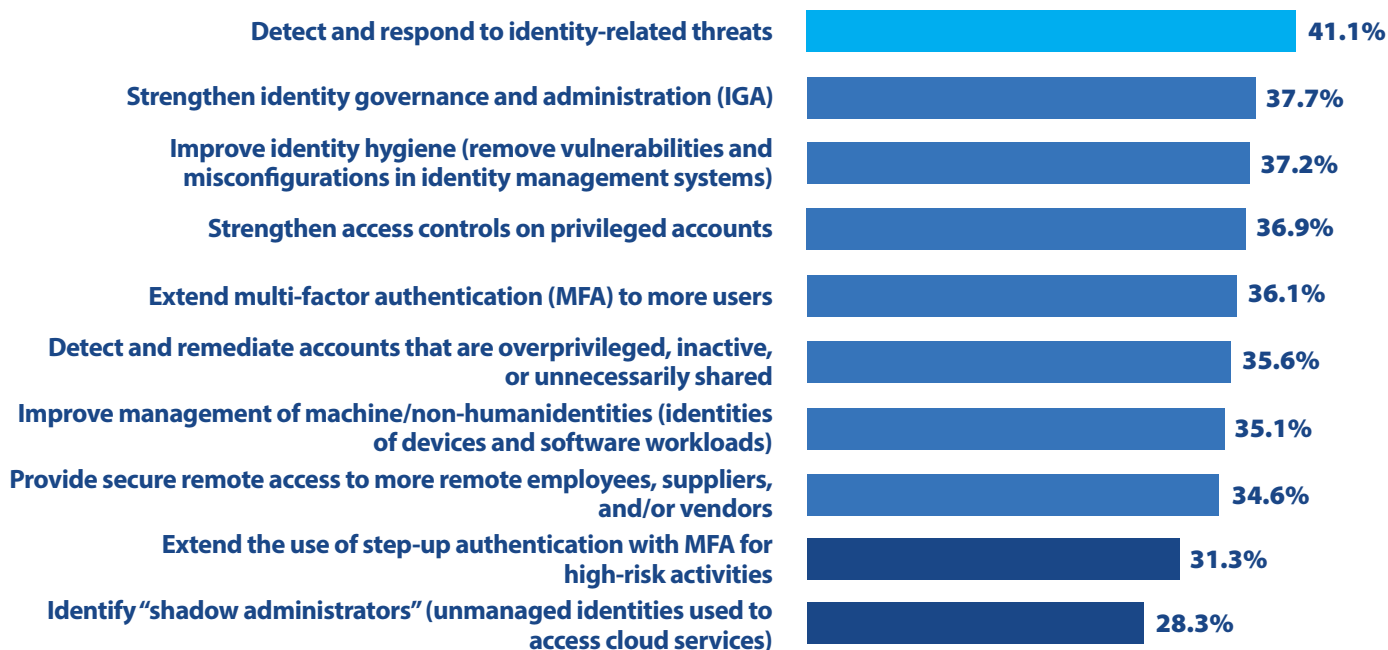 Detect and respond to identity-related threats 41.1%
Strengthen identity governance and administration (IGA) 37.7%
Improve identity hygiene (remove vulnerabilities and
misconfigurations in identity management systems) 37.2%
Strengthen access controls on privileged accounts 36.9%
Extend multi-factor authentication (MFA) to more users 36.1%
Detect and remediate accounts that are overprivileged, inactive,
or unnecessarily shared 35.6%
Improve management of machine/non-humanidentities (identities
of devices and software workloads) 35.1%
Provide secure remote access to more remote employees, suppliers,
and/or vendors 34.6%
Extend the use of step-up authentication with MFA for
high-risk activities 31.3%
Identify “shadow administrators” (unmanaged identities used to
access cloud services) 28.3%